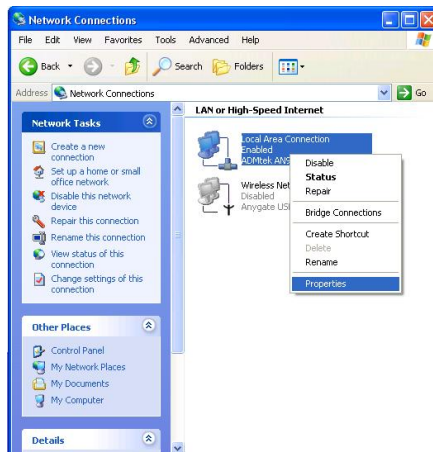 Network Connections
File Edit View Favorites Tools Advanced Help
Back Search Folders
Address Network Connections Go
Network Tasks
Create a new
connection
Set up a home or small
office network
Disable this network
device
Repair this connection
Rename this connection
View status of this
connection
Change settings of this
connection
Other Places
Control Panel
My Network Places
My Documents
My Computer
Details
LAN or High-Speed Internet
Local Area Connection
Enabled
ADMtek
Wireless Net
Disabled
Anygate
Disable
Status
Repair
Bridge Connections
Create Shortcut
Delete
Rename
Properties